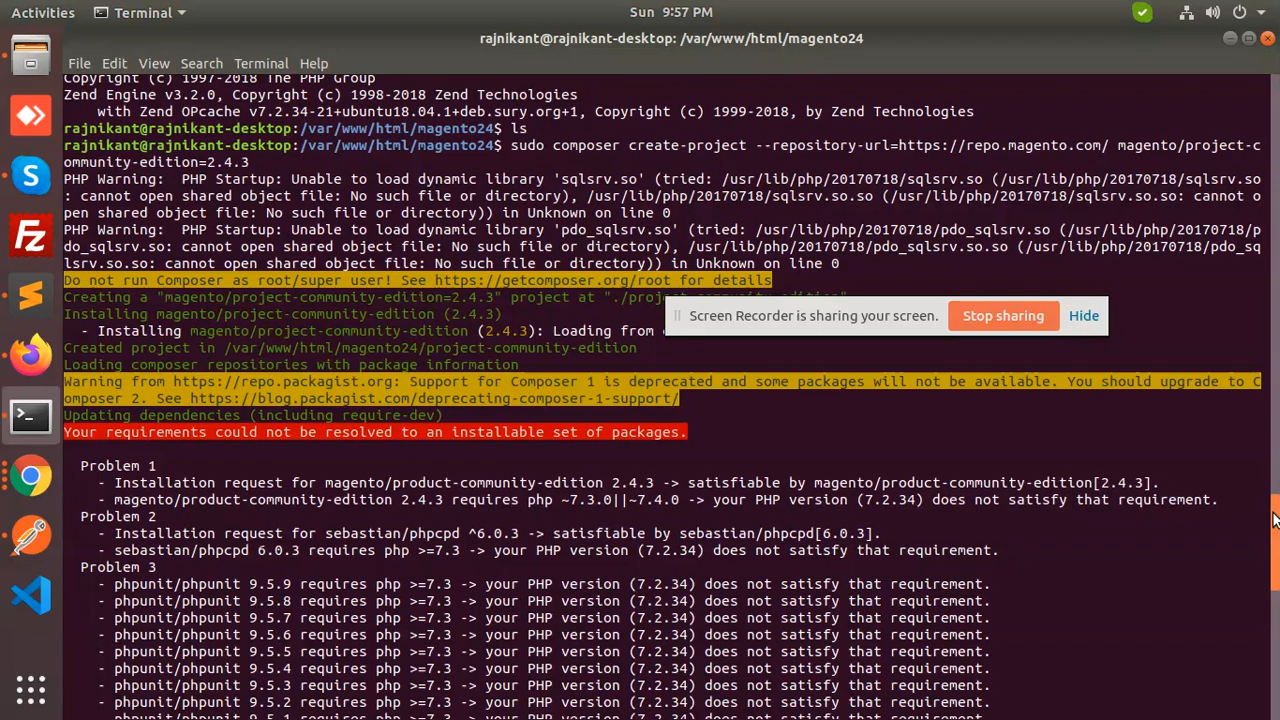 Activities Terminal Sun 9:57 PM
rajnikant@rajnikant-desktop: /var/www/html/magento24
File Edit View Search Terminal Help
Copyright (c) 1997-2018 The PHP Group
Zend Engine v3.2.0, Copyright (c) 1998-2018 Zend Technologies
with Zend OPcache v7.2.34-21+ubuntu18.04.1+deb.sury.org+1, Copyright (c) 1999-2018, by Zend Technologies
rajnikant@rajnikant-desktop:/var/www/html/magento24$ ls
rajnikant@rajnikant-desktop:/var/www/html/magento24$ sudo composer create-project --repository-url=https://repo.magento.com/ magento/project-c
ommunity-edition=2.4.3
PHP Warning:  PHP Startup: Unable to load dynamic library 'sqlsrv.so' (tried: /usr/lib/php/20170718/sqlsrv.so (/usr/lib/php/20170718/sqlsrv.so
: cannot open shared object file: No such file or directory), /usr/lib/php/20170718/sqlsrv.so.so (/usr/lib/php/20170718/sqlsrv.so.so: cannot o
pen shared object file: No such file or directory)) in Unknown on line 0
PHP Warning:  PHP Startup: Unable to load dynamic library 'pdo_sqlsrv.so' (tried: /usr/lib/php/20170718/pdo_sqlsrv.so (/usr/lib/php/20170718/p
do_sqlsrv.so: cannot open shared object file: No such file or directory), /usr/lib/php/20170718/pdo_sqlsrv.so.so (/usr/lib/php/20170718/pdo_sq
lsrv.so.so: cannot open shared object file: No such file or directory)) in Unknown on line 0
Do not run Composer as root/super user! See https://getcomposer.org/root for details
Creating a "magento/project-community-edition=2.4.3" project at "./project-community-edition"
Installing magento/project-community-edition (2.4.3)
- Installing magento/project-community-edition (2.4.3): Loading from
Screen Recorder is sharing your screen. Stop sharing Hide
Created project in /var/www/html/magento24/project-community-edition
Loading composer repositories with package information
Warning from https://repo.packagist.org: Support for Composer 1 is deprecated and some packages will not be available. You should upgrade to C
omposer 2. See https://blog.packagist.com/deprecating-composer-1-support/
Updating dependencies (including require-dev)
Your requirements could not be resolved to an installable set of packages.
Problem 1
- Installation request for magento/product-community-edition 2.4.3 -> satisfiable by magento/product-community-edition[2.4.3].
- magento/product-community-edition 2.4.3 requires php ~7.3.0||~7.4.0 -> your PHP version (7.2.34) does not satisfy that requirement.
Problem 2
- Installation request for sebastian/phpcpd ^6.0.3 -> satisfiable by sebastian/phpcpd[6.0.3].
- sebastian/phpcpd 6.0.3 requires php >=7.3 -> your PHP version (7.2.34) does not satisfy that requirement.
Problem 3
- phpunit/phpunit 9.5.9 requires php >=7.3 -> your PHP version (7.2.34) does not satisfy that requirement.
- phpunit/phpunit 9.5.8 requires php >=7.3 -> your PHP version (7.2.34) does not satisfy that requirement.
- phpunit/phpunit 9.5.7 requires php >=7.3 -> your PHP version (7.2.34) does not satisfy that requirement.
- phpunit/phpunit 9.5.6 requires php >=7.3 -> your PHP version (7.2.34) does not satisfy that requirement.
- phpunit/phpunit 9.5.5 requires php >=7.3 -> your PHP version (7.2.34) does not satisfy that requirement.
- phpunit/phpunit 9.5.4 requires php >=7.3 -> your PHP version (7.2.34) does not satisfy that requirement.
- phpunit/phpunit 9.5.3 requires php >=7.3 -> your PHP version (7.2.34) does not satisfy that requirement.
- phpunit/phpunit 9.5.2 requires php >=7.3 -> your PHP version (7.2.34) does not satisfy that requirement.
- phpunit/phpunit 9.5.1 requires php >=7.3 -> your PHP version (7.2.34) does not satisfy that requirement.